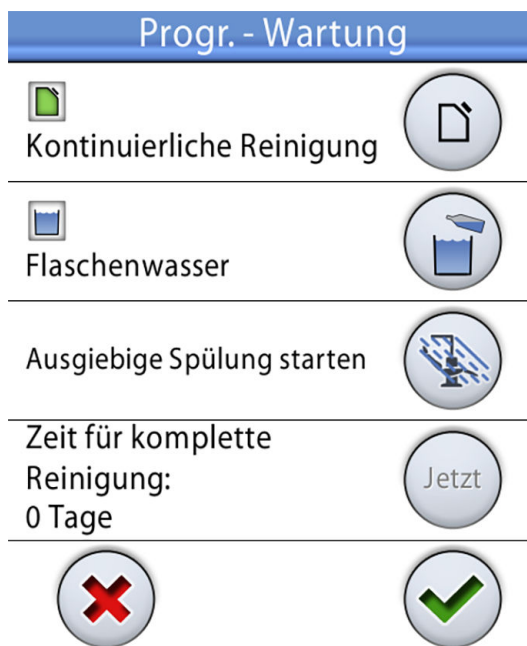 Progr. - Wartung
Kontinuierliche Reinigung
Flaschenwasser
Ausgiebige Spülung starten
Zeit für komplette
Reinigung:
0 Tage
Jetzt